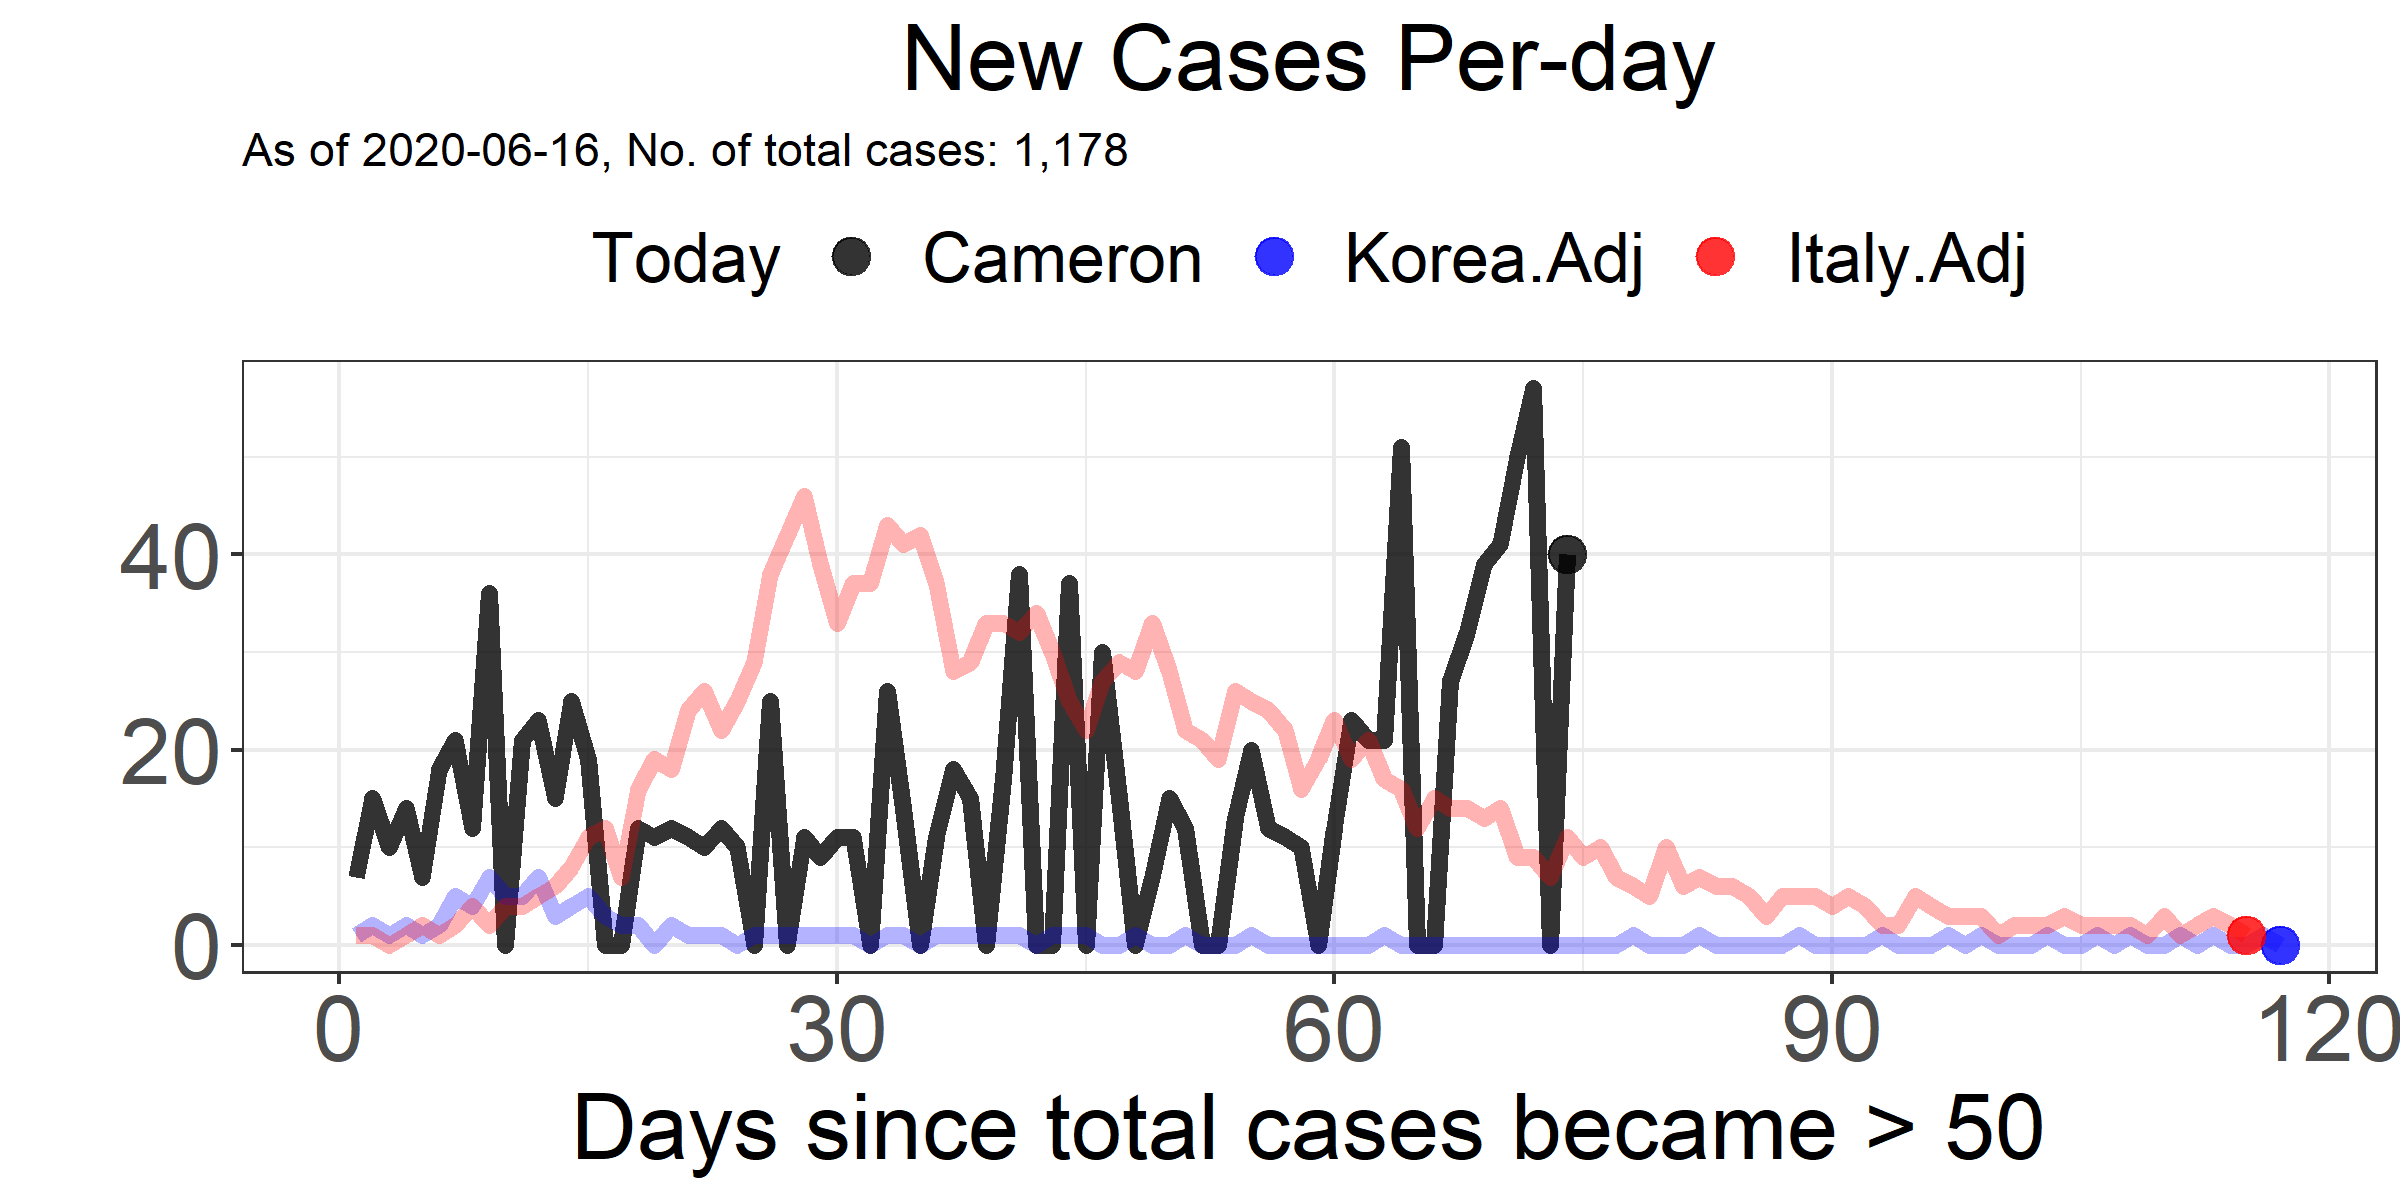 New Cases Per-day
As of 2020-06-16, No. of total cases: 1,178
Today Cameron Korea.Adj Italy.Adj
40
20
0
0 30 60 90 120
Days since total cases became > 50